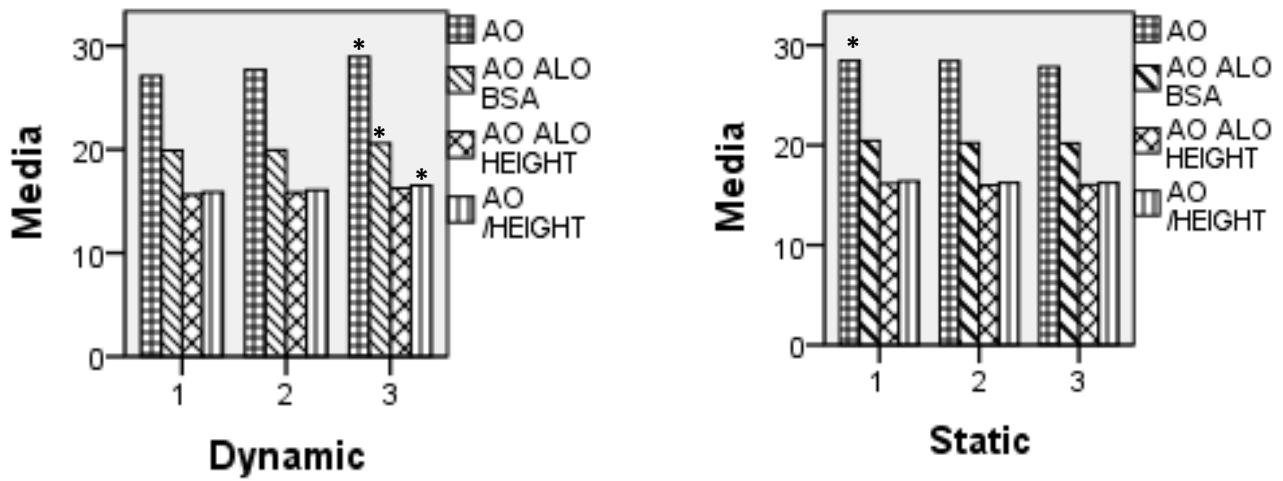 Media
30
20
10
0
*
*
*
1 2 3
Dynamic
AO
AO ALO
BSA
AO ALO
HEIGHT
AO
/HEIGHT
Media
30
20
10
0
*
1 2 3
Static
AO
AO ALO
BSA
AO ALO
HEIGHT
AO
/HEIGHT